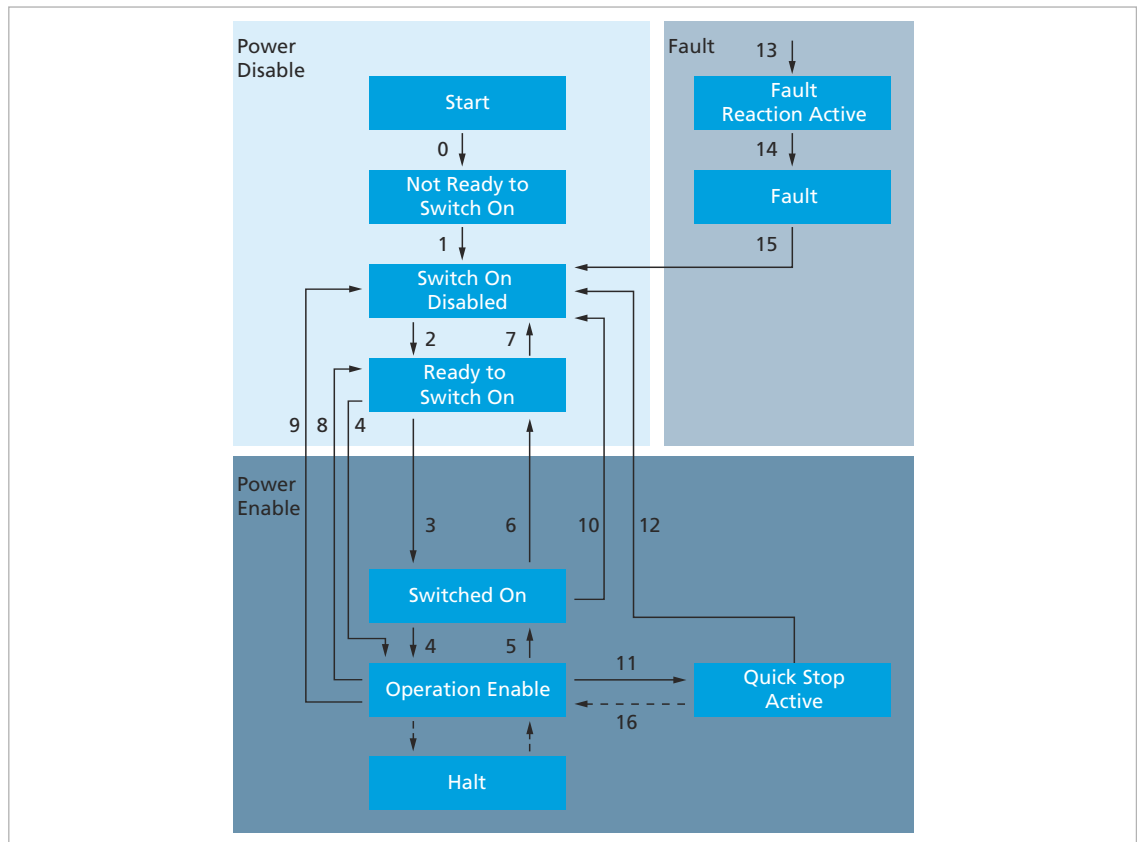 Power
Disable
Start
0
Not Ready to
Switch On
1
Switch On
Disabled
2
7
Ready to
Switch On
9
8
4
Fault
13
Fault
Reaction Active
14
Fault
15
Power
Enable
3
6
10
12
Switched On
4
5
Operation Enable
11
16
Quick Stop
Active
Halt